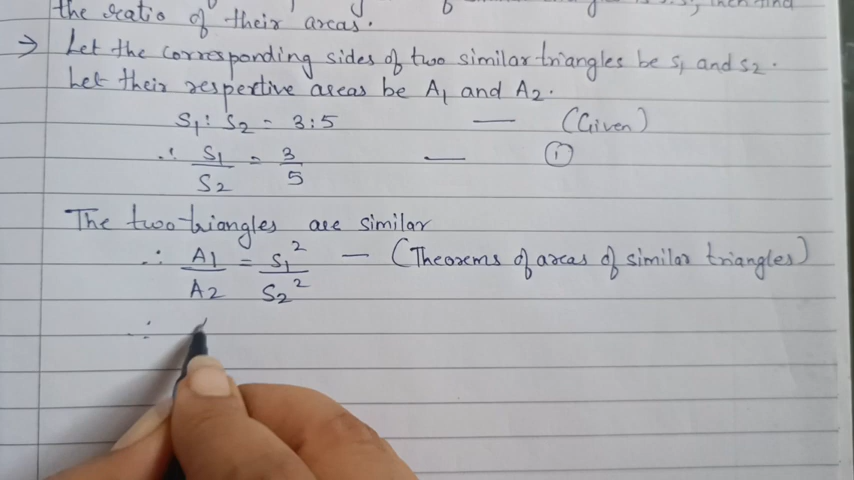 the ratio of their areas.
→ Let the corresponding sides of two similar triangles be s₁ and s₂.
Let their respertive areas be A₁ and A₂.
S₁ : S₂ = 3:5 — (Given)
∴ S₁/S₂ = 3/5 — ①
The two triangles are similar
∴ A1/A2 = S₁²/S₂² — (Theorems of areas of similar triangles)
∴